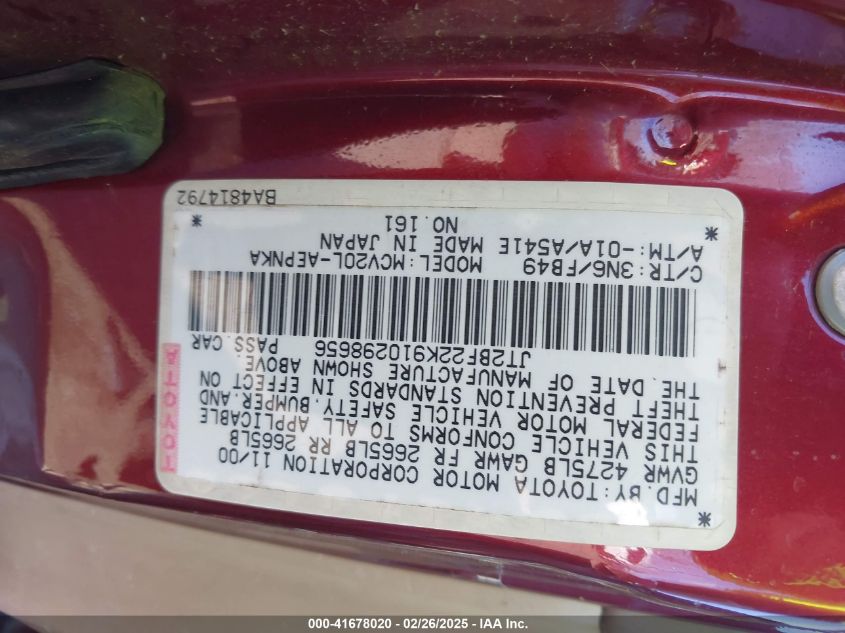 MFD.BY:TOYOTA MOTOR CORPORATION 11/00
GVWR 4275LB GAWR FR 2665LB RR 2665LB
THIS VEHICLE CONFORMS TO ALL APPLICABLE
FEDERAL MOTOR VEHICLE SAFETY.BUMPER.AND
THEFT PREVENTION STANDARDS IN EFFECT ON
THE DATE OF MANUFACTURE SHOWN ABOVE.
JT2BF22K910298656 PASS.CAR
C/TR:3N6/FB49 MODEL:MCV20L-AEPNKA
A/TM:-01A/A541E MADE IN JAPAN
NO.161
BA4814792
TOYOTA
000-41678020 - 02/26/2025 - IAA Inc.